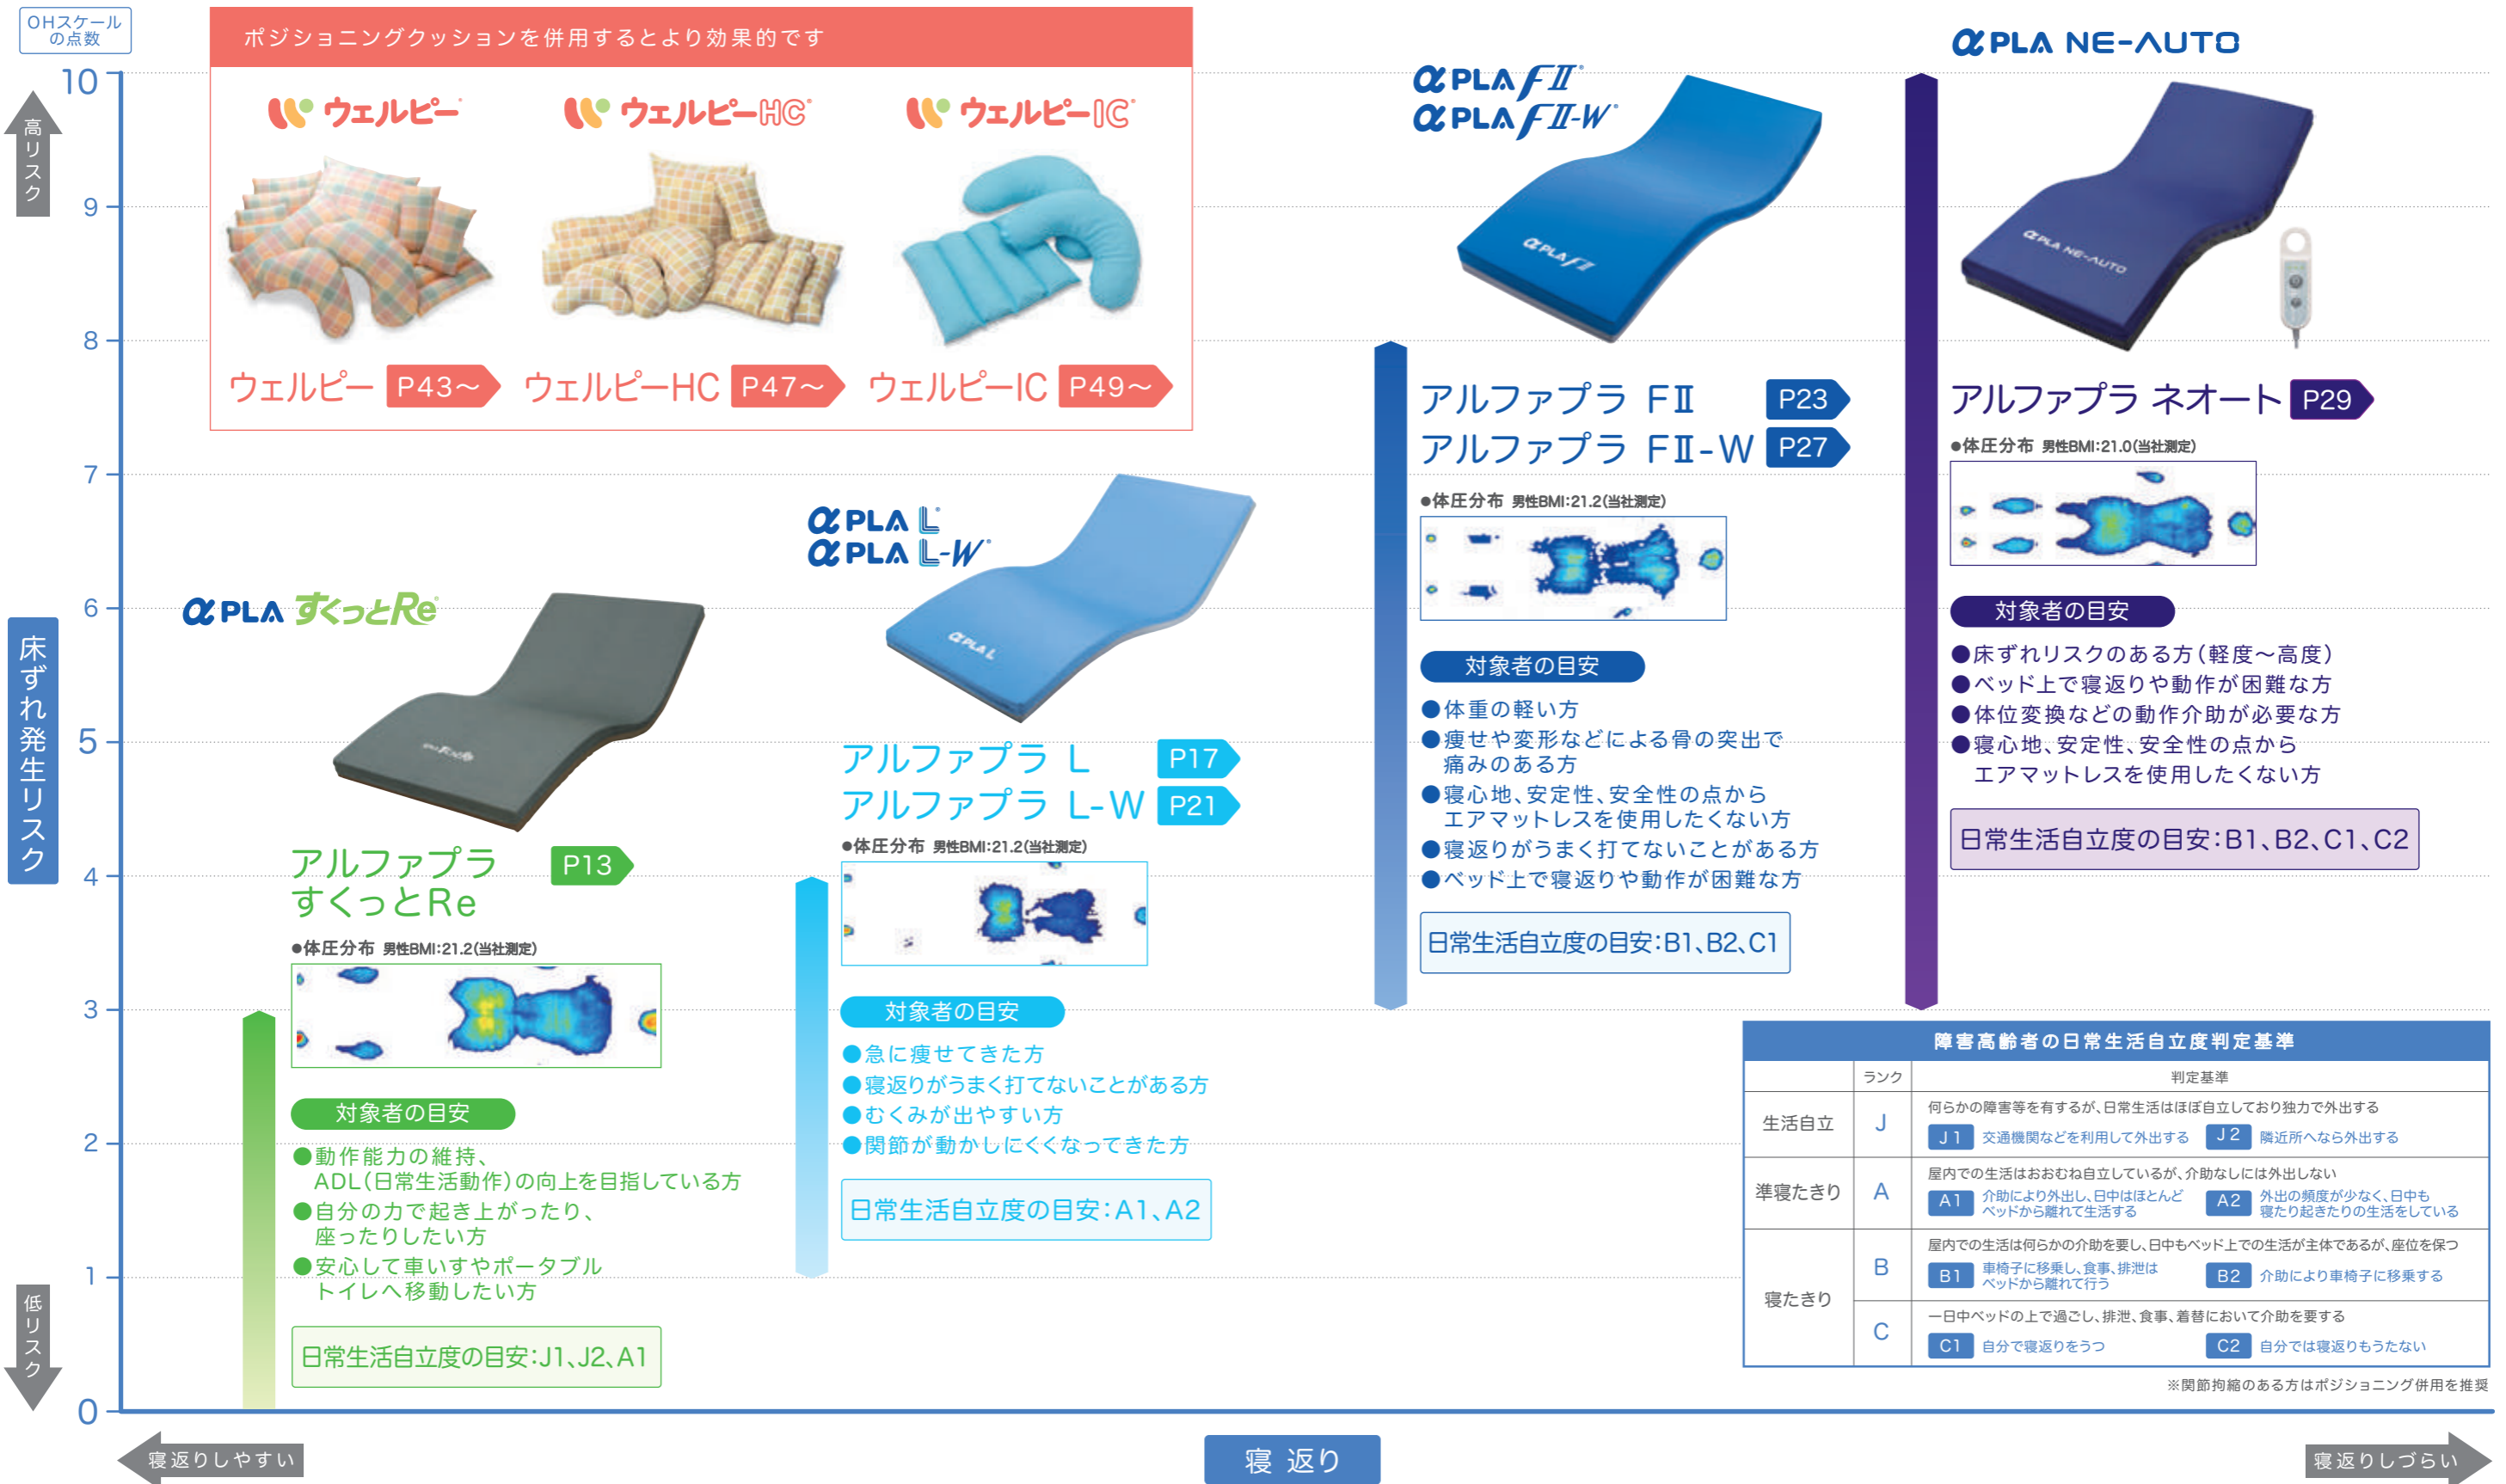 OHスケール
の点数
10
9
8
7
6
5
4
3
2
1
0
高リスク
床ずれ発生リスク
低リスク
ポジショニングクッションを併用するとより効果的です
ウェルピー
ウェルピーHC
ウェルピーIC
ウェルピー P43～
ウェルピーHC P47～
ウェルピーIC P49～
αPLA すくっとRe
アルファプラ
すくっとRe
P13
●体圧分布 男性BMI:21.2(当社測定)
対象者の目安
●動作能力の維持、
ADL(日常生活動作)の向上を目指している方
●自分の力で起き上がったり、
座ったりしたい方
●安心して車いすやポータブル
トイレへ移動したい方
日常生活自立度の目安:J1、J2、A1
αPLA L
αPLA L-W
αPLA L
アルファプラ L P17
アルファプラ L-W P21
●体圧分布 男性BMI:21.2(当社測定)
対象者の目安
●急に痩せてきた方
●寝返りがうまく打てないことがある方
●むくみが出やすい方
●関節が動かしにくくなってきた方
日常生活自立度の目安:A1、A2
αPLA FⅡ
αPLA FⅡ-W
αPLA FⅡ
アルファプラ FⅡ P23
アルファプラ FⅡ-W P27
●体圧分布 男性BMI:21.2(当社測定)
対象者の目安
●体重の軽い方
●痩せや変形などによる骨の突出で
痛みのある方
●寝心地、安定性、安全性の点から
エアマットレスを使用したくない方
●寝返りがうまく打てないことがある方
●ベッド上で寝返りや動作が困難な方
日常生活自立度の目安:B1、B2、C1
αPLA NE-AUTO
αPLA NE-AUTO
アルファプラ ネオート P29
●体圧分布 男性BMI:21.0(当社測定)
対象者の目安
●床ずれリスクのある方(軽度～高度)
●ベッド上で寝返りや動作が困難な方
●体位変換などの動作介助が必要な方
●寝心地、安定性、安全性の点から
エアマットレスを使用したくない方
日常生活自立度の目安:B1、B2、C1、C2
障害高齢者の日常生活自立度判定基準
ランク 判定基準
生活自立 J
何らかの障害等を有するが、日常生活はほぼ自立しており独力で外出する
J1 交通機関などを利用して外出する J2 隣近所へなら外出する
準寝たきり A
屋内での生活はおおむね自立しているが、介助なしには外出しない
A1 介助により外出し、日中はほとんど
ベッドから離れて生活する
A2 外出の頻度が少なく、日中も
寝たり起きたりの生活をしている
寝たきり
B
屋内での生活は何らかの介助を要し、日中もベッド上での生活が主体であるが、座位を保つ
B1 車椅子に移乗し、食事、排泄は
ベッドから離れて行う
B2 介助により車椅子に移乗する
C
一日中ベッドの上で過ごし、排泄、食事、着替において介助を要する
C1 自分で寝返りをうつ C2 自分では寝返りもうたない
※関節拘縮のある方はポジショニング併用を推奨
寝返りしやすい
寝返り
寝返りしづらい